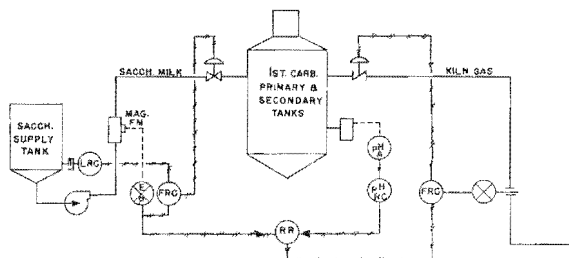 SACCH. MILK
1ST. CARB.
PRIMARY &
SECONDARY
TANKS
KILN GAS
MAG.
FM
SACCH.
SUPPLY
TANK
LRC
FRC
PH
A
PH
RC
FRC
RR